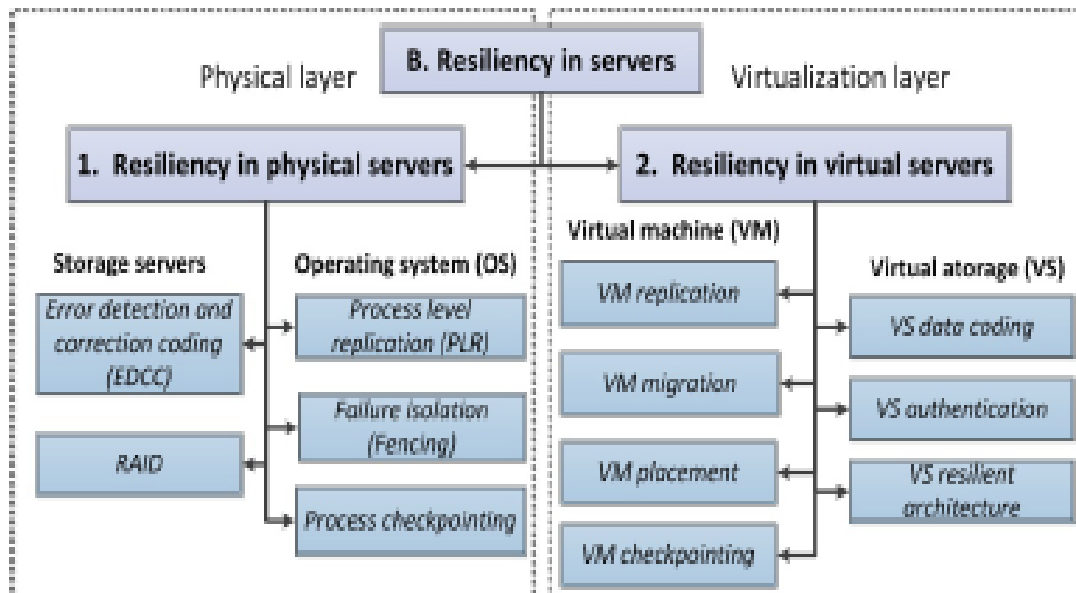 B. Resiliency in servers
Physical layer
Virtualization layer
1. Resiliency in physical servers
2. Resiliency in virtual servers
Storage servers
Error detection and
correction coding
(EDCC)
RAID
Operating system (OS)
Process level
replication (PLR)
Failure isolation
(Fencing)
Process checkpointing
Virtual machine (VM)
VM replication
VM migration
VM placement
VM checkpointing
Virtual atorage (VS)
VS data coding
VS authentication
VS resilient
architecture